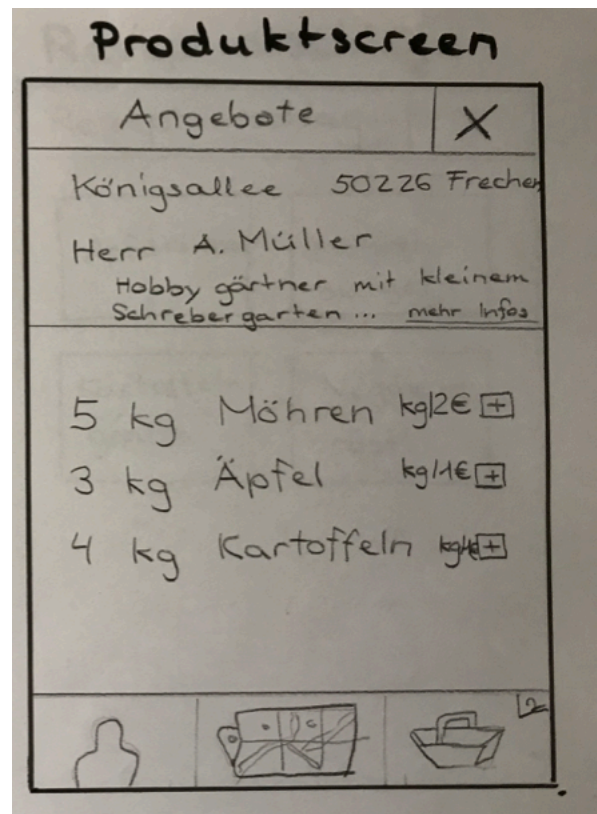 Produktscreen
Angebote X
Königsallee 50226 Frechen
Herr A. Müller
Hobbygärtner mit kleinem
Schrebergarten... mehr Infos
5 kg Möhren kg/2€ +
3 kg Äpfel kg/1€ +
4 kg Kartoffeln +
2